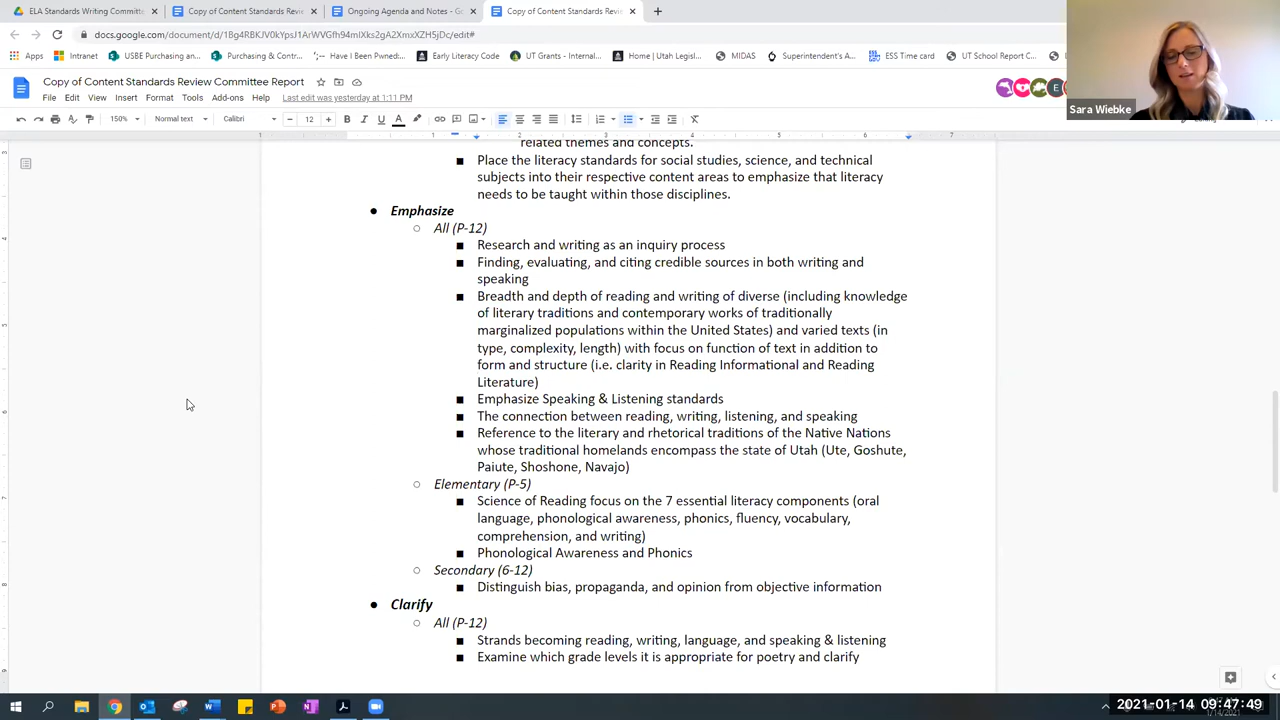 ELA Standards Writing Committe
Copy of Content Standards Revi
Ongoing Agenda and Notes - Go
Copy of Content Standards Revi
docs.google.com/document/d/
Apps
Intranet
USBE Purchasing an...
Purchasing & Contr...
Have I Been Pwned...
Early Literacy Code
UT Grants - Internal...
Home | Utah Legisl...
MIDAS
Superintendent's A...
ESS Time card
UT School Report C...
Copy of Content Standards Review Committee Report
File Edit View Insert Format Tools Add-ons Help Last edit was yesterday at 1:11 PM
150% Normal text Calibri 12 B I U A
Sara Wiebke
related themes and concepts.
■ Place the literacy standards for social studies, science, and technical
subjects into their respective content areas to emphasize that literacy
needs to be taught within those disciplines.
● Emphasize
○ All (P-12)
■ Research and writing as an inquiry process
■ Finding, evaluating, and citing credible sources in both writing and
speaking
■ Breadth and depth of reading and writing of diverse (including knowledge
of literary traditions and contemporary works of traditionally
marginalized populations within the United States) and varied texts (in
type, complexity, length) with focus on function of text in addition to
form and structure (i.e. clarity in Reading Informational and Reading
Literature)
■ Emphasize Speaking & Listening standards
■ The connection between reading, writing, listening, and speaking
■ Reference to the literary and rhetorical traditions of the Native Nations
whose traditional homelands encompass the state of Utah (Ute, Goshute,
Paiute, Shoshone, Navajo)
○ Elementary (P-5)
■ Science of Reading focus on the 7 essential literacy components (oral
language, phonological awareness, phonics, fluency, vocabulary,
comprehension, and writing)
■ Phonological Awareness and Phonics
○ Secondary (6-12)
■ Distinguish bias, propaganda, and opinion from objective information
● Clarify
○ All (P-12)
■ Strands becoming reading, writing, language, and speaking & listening
■ Examine which grade levels it is appropriate for poetry and clarify
2021-01-14 09:47:49